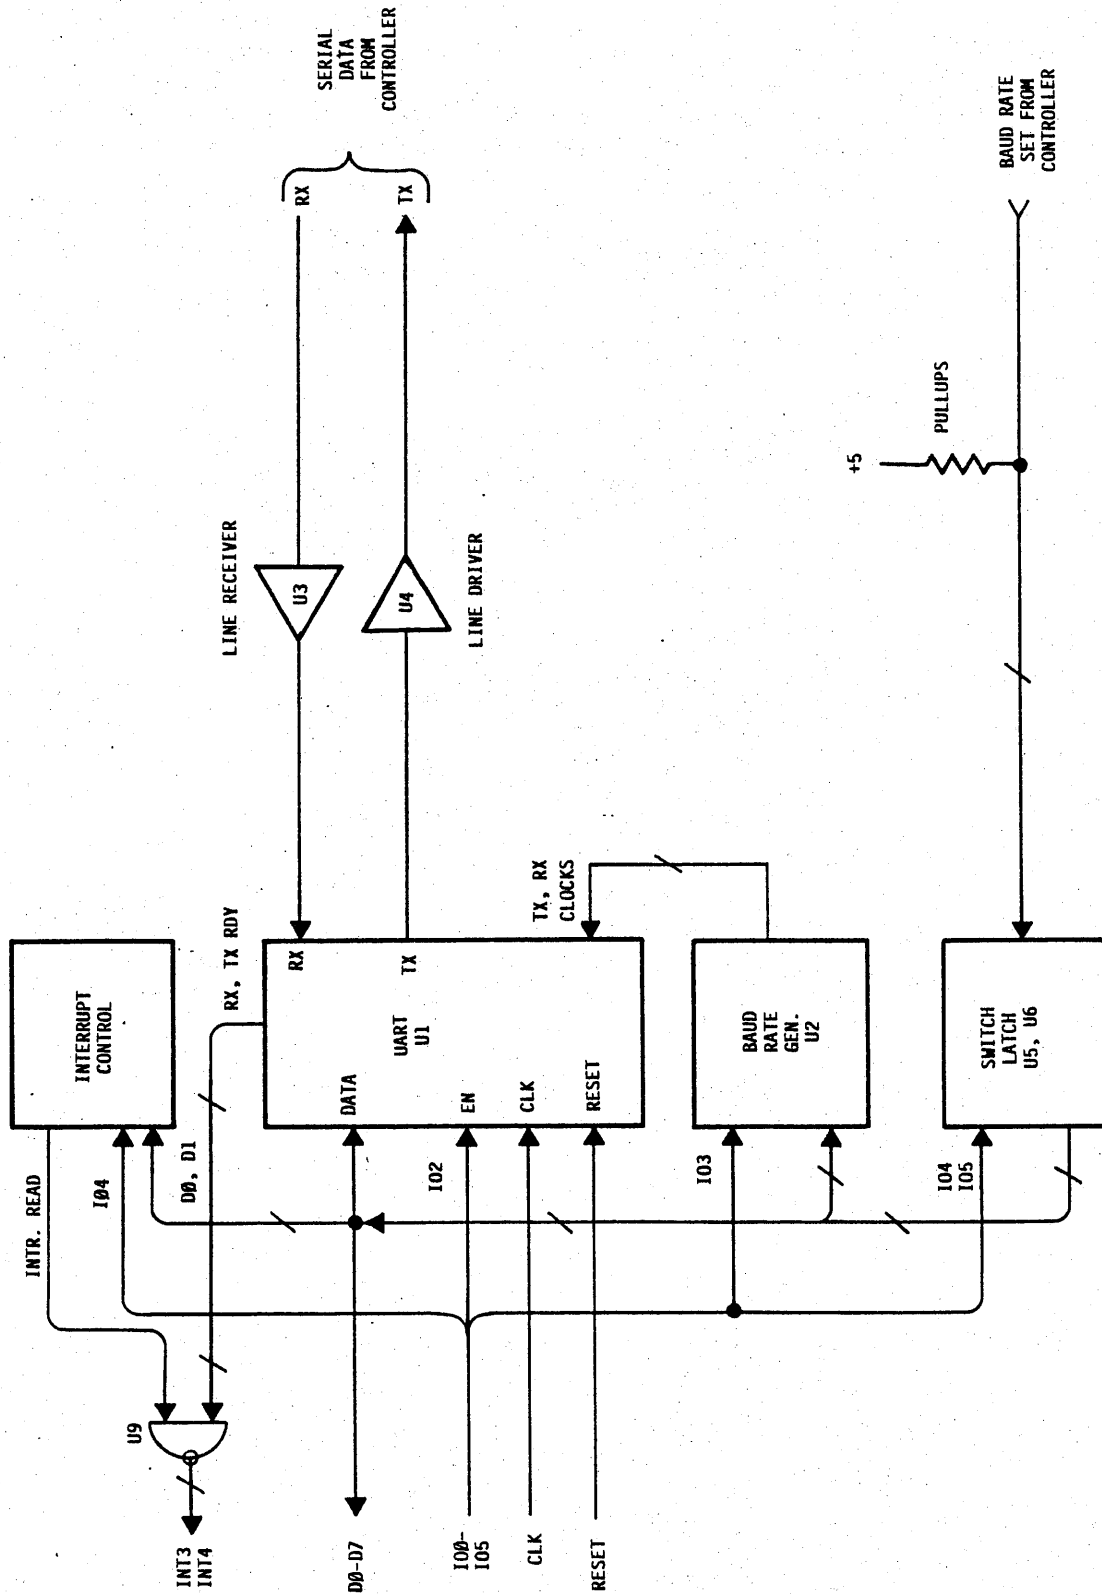 SERIAL
DATA
FROM
CONTROLLER
RX
TX
BAUD RATE
SET FROM
CONTROLLER
LINE RECEIVER
U3
U4
LINE DRIVER
+5
PULLUPS
INTERRUPT
CONTROL
RX, TX RDY
RX
TX
UART
U1
DATA
EN
CLK
RESET
TX, RX
CLOCKS
BAUD
RATE
GEN.
U2
SWITCH
LATCH
U5, U6
INTR. READ
IØ4
DØ, D1
IO2
IO3
IO4
IO5
U9
INT3
INT4
DØ-D7
IOØ-
IO5
CLK
RESET